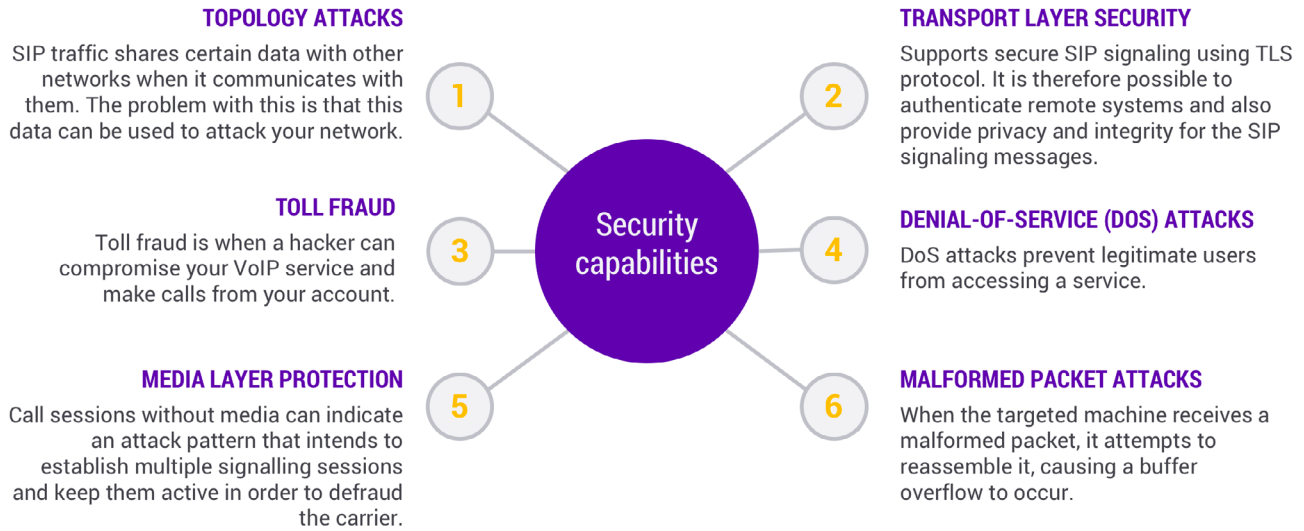 TOPOLOGY ATTACKS
SIP traffic shares certain data with other
networks when it communicates with
them. The problem with this is that this
data can be used to attack your network.
1
2
TRANSPORT LAYER SECURITY
Supports secure SIP signaling using TLS
protocol. It is therefore possible to
authenticate remote systems and also
provide privacy and integrity for the SIP
signaling messages.
TOLL FRAUD
Toll fraud is when a hacker can
compromise your VoIP service and
make calls from your account.
3
Security
capabilities
4
DENIAL-OF-SERVICE (DOS) ATTACKS
DoS attacks prevent legitimate users
from accessing a service.
MEDIA LAYER PROTECTION
Call sessions without media can indicate
an attack pattern that intends to
establish multiple signalling sessions
and keep them active in order to defraud
the carrier.
5
6
MALFORMED PACKET ATTACKS
When the targeted machine receives a
malformed packet, it attempts to
reassemble it, causing a buffer
overflow to occur.